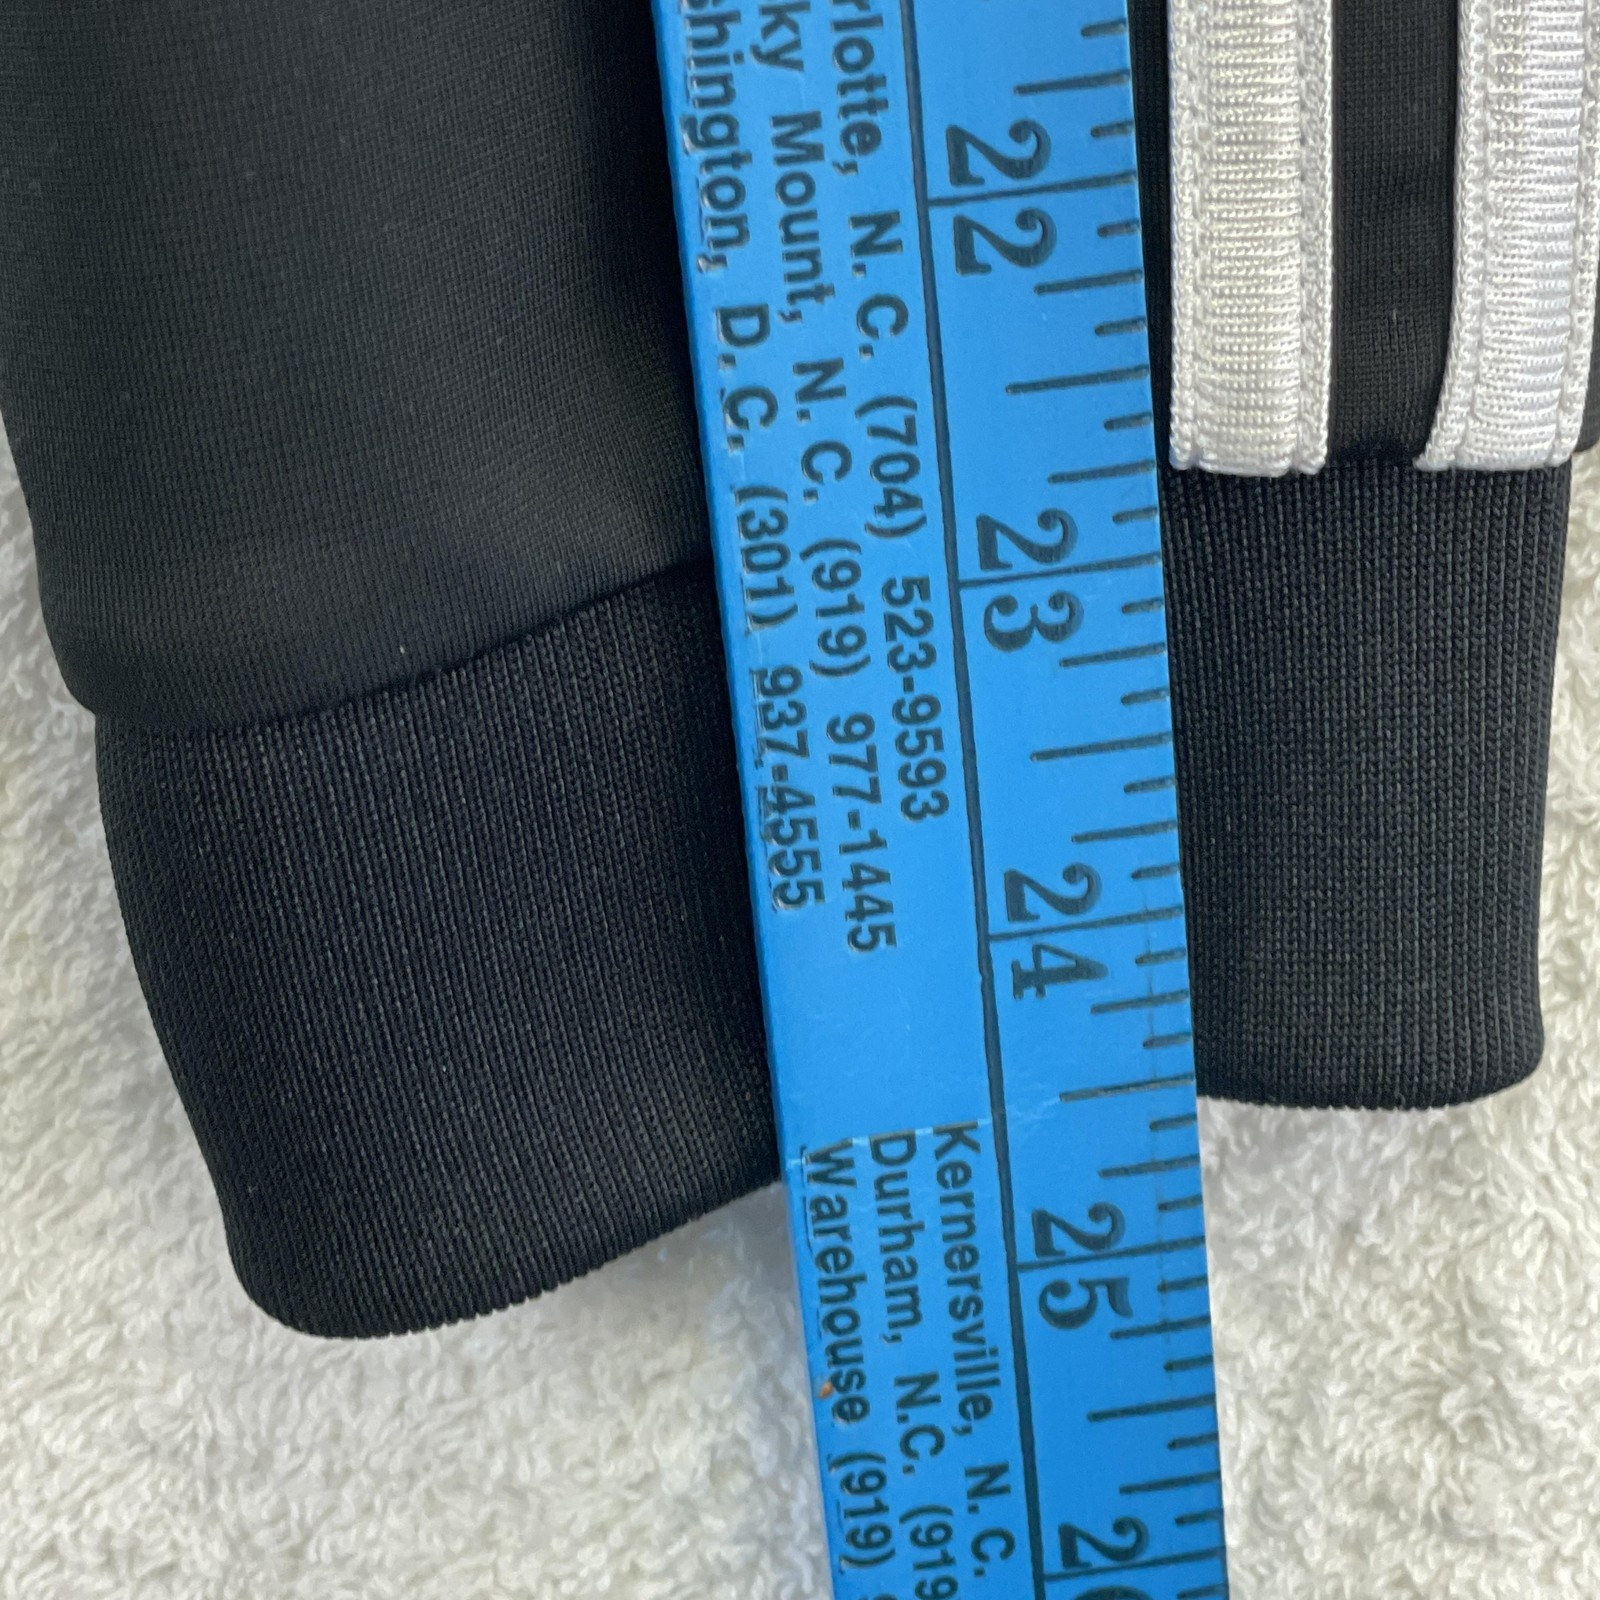 rlotte, N. C. (704) 523-9593
ky Mount, N. C. (919) 977-1445
shington, D. C. (301) 937-4555
Kernersville, N. C.
Durham, N.C. (919
Warehouse (919)
22
23
24
25
2